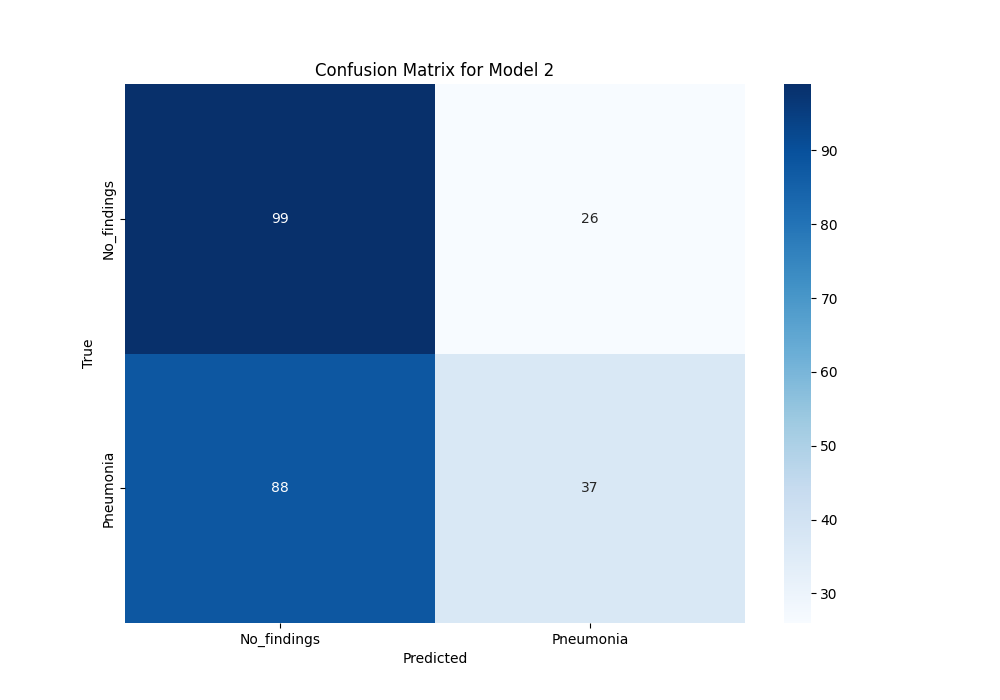 Confusion Matrix for Model 2
True
No_findings
99
26
Pneumonia
88
37
No_findings
Pneumonia
Predicted
90
80
70
60
50
40
30